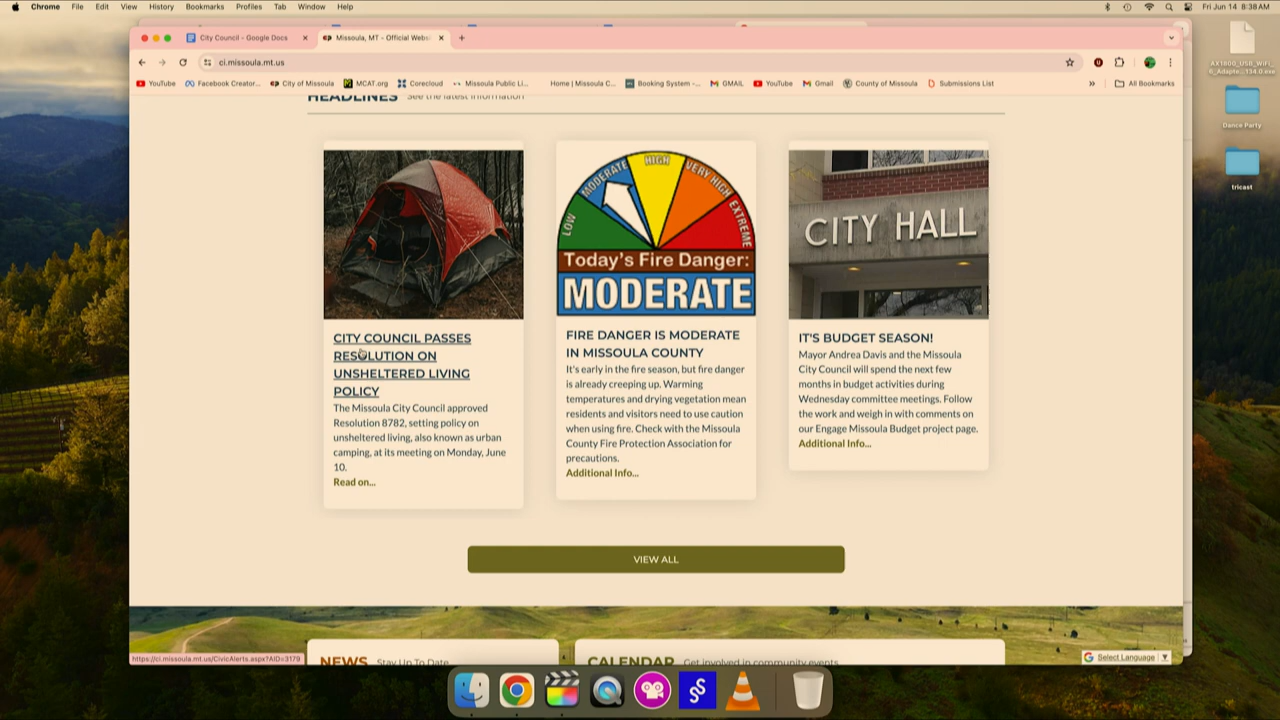 Chrome File Edit View History Bookmarks Profiles Tab Window Help
Fri Jun 14 8:38 AM
City Council - Google Docs
Missoula, MT - Official Webs
ci.missoula.mt.us
YouTube Facebook Creator... City of Missoula MCAT.org Corecloud Missoula Public Li... Home | Missoula C... Booking System -... GMAIL YouTube Gmail County of Missoula Submissions List
All Bookmarks
Dance Party
tricast
HEADLINES See the latest information
CITY COUNCIL PASSES
RESOLUTION ON
UNSHELTERED LIVING
POLICY
The Missoula City Council approved
Resolution 8782, setting policy on
unsheltered living, also known as urban
camping, at its meeting on Monday, June
10.
Read on...
LOW
MODERATE
HIGH
VERY HIGH
EXTREME
Today's Fire Danger:
MODERATE
FIRE DANGER IS MODERATE
IN MISSOULA COUNTY
It's early in the fire season, but fire danger
is already creeping up. Warming
temperatures and drying vegetation mean
residents and visitors need to use caution
when using fire. Check with the Missoula
County Fire Protection Association for
precautions.
Additional Info...
CITY HALL
IT'S BUDGET SEASON!
Mayor Andrea Davis and the Missoula
City Council will spend the next few
months in budget activities during
Wednesday committee meetings. Follow
the work and weigh in with comments on
our Engage Missoula Budget project page.
Additional Info...
VIEW ALL
NEWS Stay Up To Date
CALENDAR Get involved in community events
https://ci.missoula.mt.us/CivicAlerts.aspx?AID=3179
Select Language